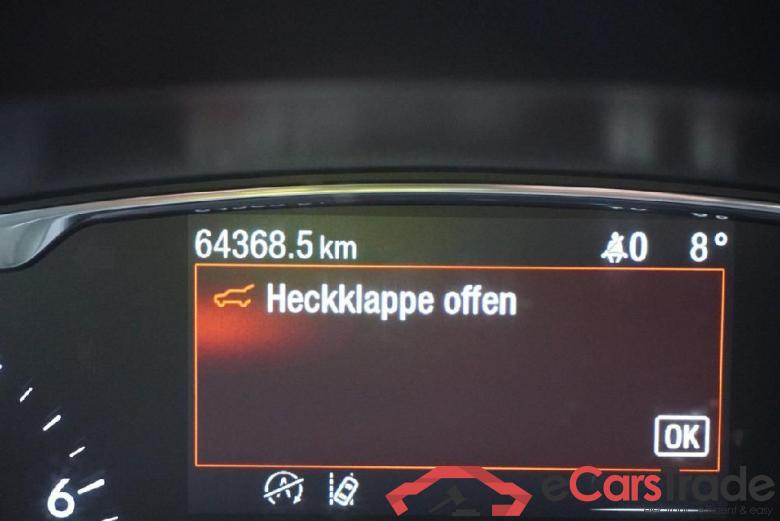 64368.5 km
0 8°
Heckklappe offen
OK
6
eCarsTrade